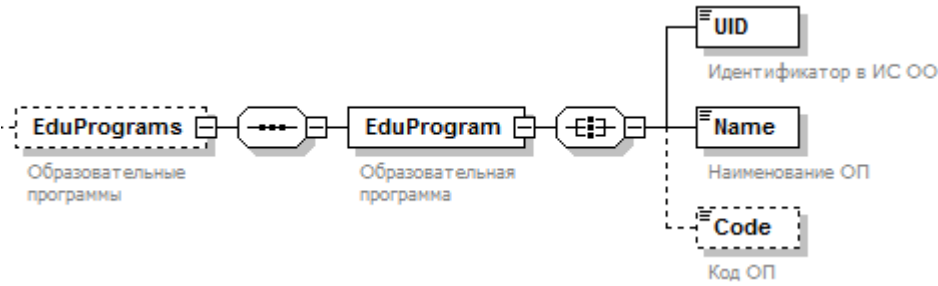 UID
Идентификатор в ИС ОО
EduPrograms
EduProgram
Name
Образовательные
программы
Образовательная
программа
Наименование ОП
Code
Код ОП